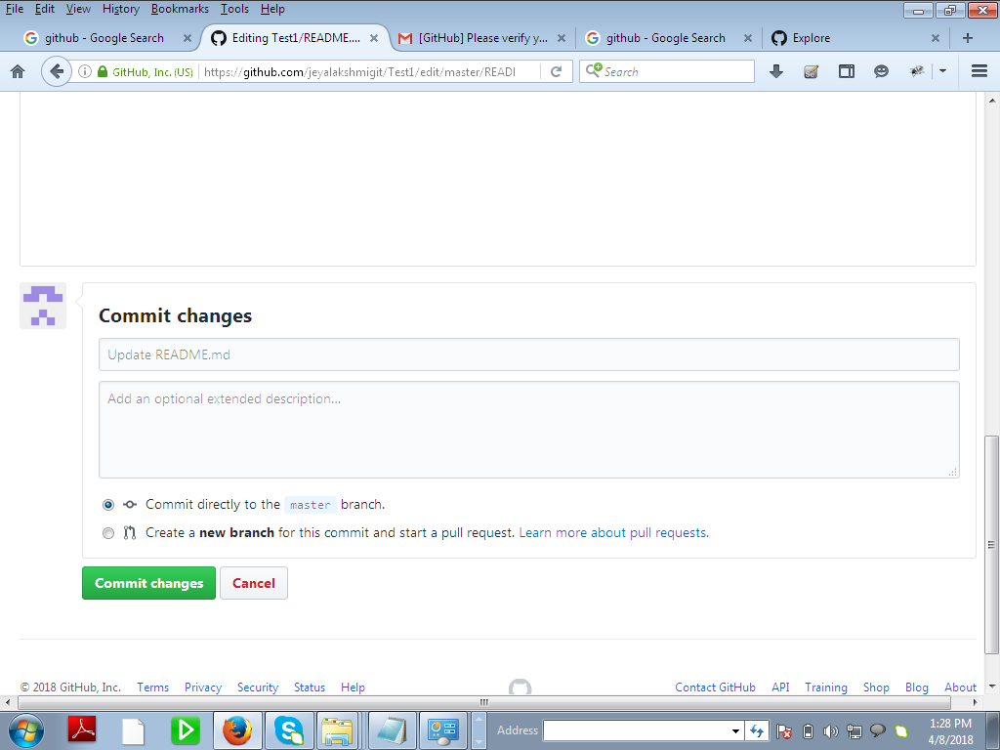 File Edit View History Bookmarks Tools Help
github - Google Search
Editing Test1/README....
[GitHub] Please verify y...
github - Google Search
Explore
GitHub, Inc. (US)
https://github.com/jeyalakshmigit/Test1/edit/master/READI
Search
Commit changes
Update README.md
Add an optional extended description...
Commit directly to the master branch.
Create a new branch for this commit and start a pull request. Learn more about pull requests.
Commit changes
Cancel
© 2018 GitHub, Inc. Terms Privacy Security Status Help
Contact GitHub API Training Shop Blog About
Address
1:28 PM
4/8/2018